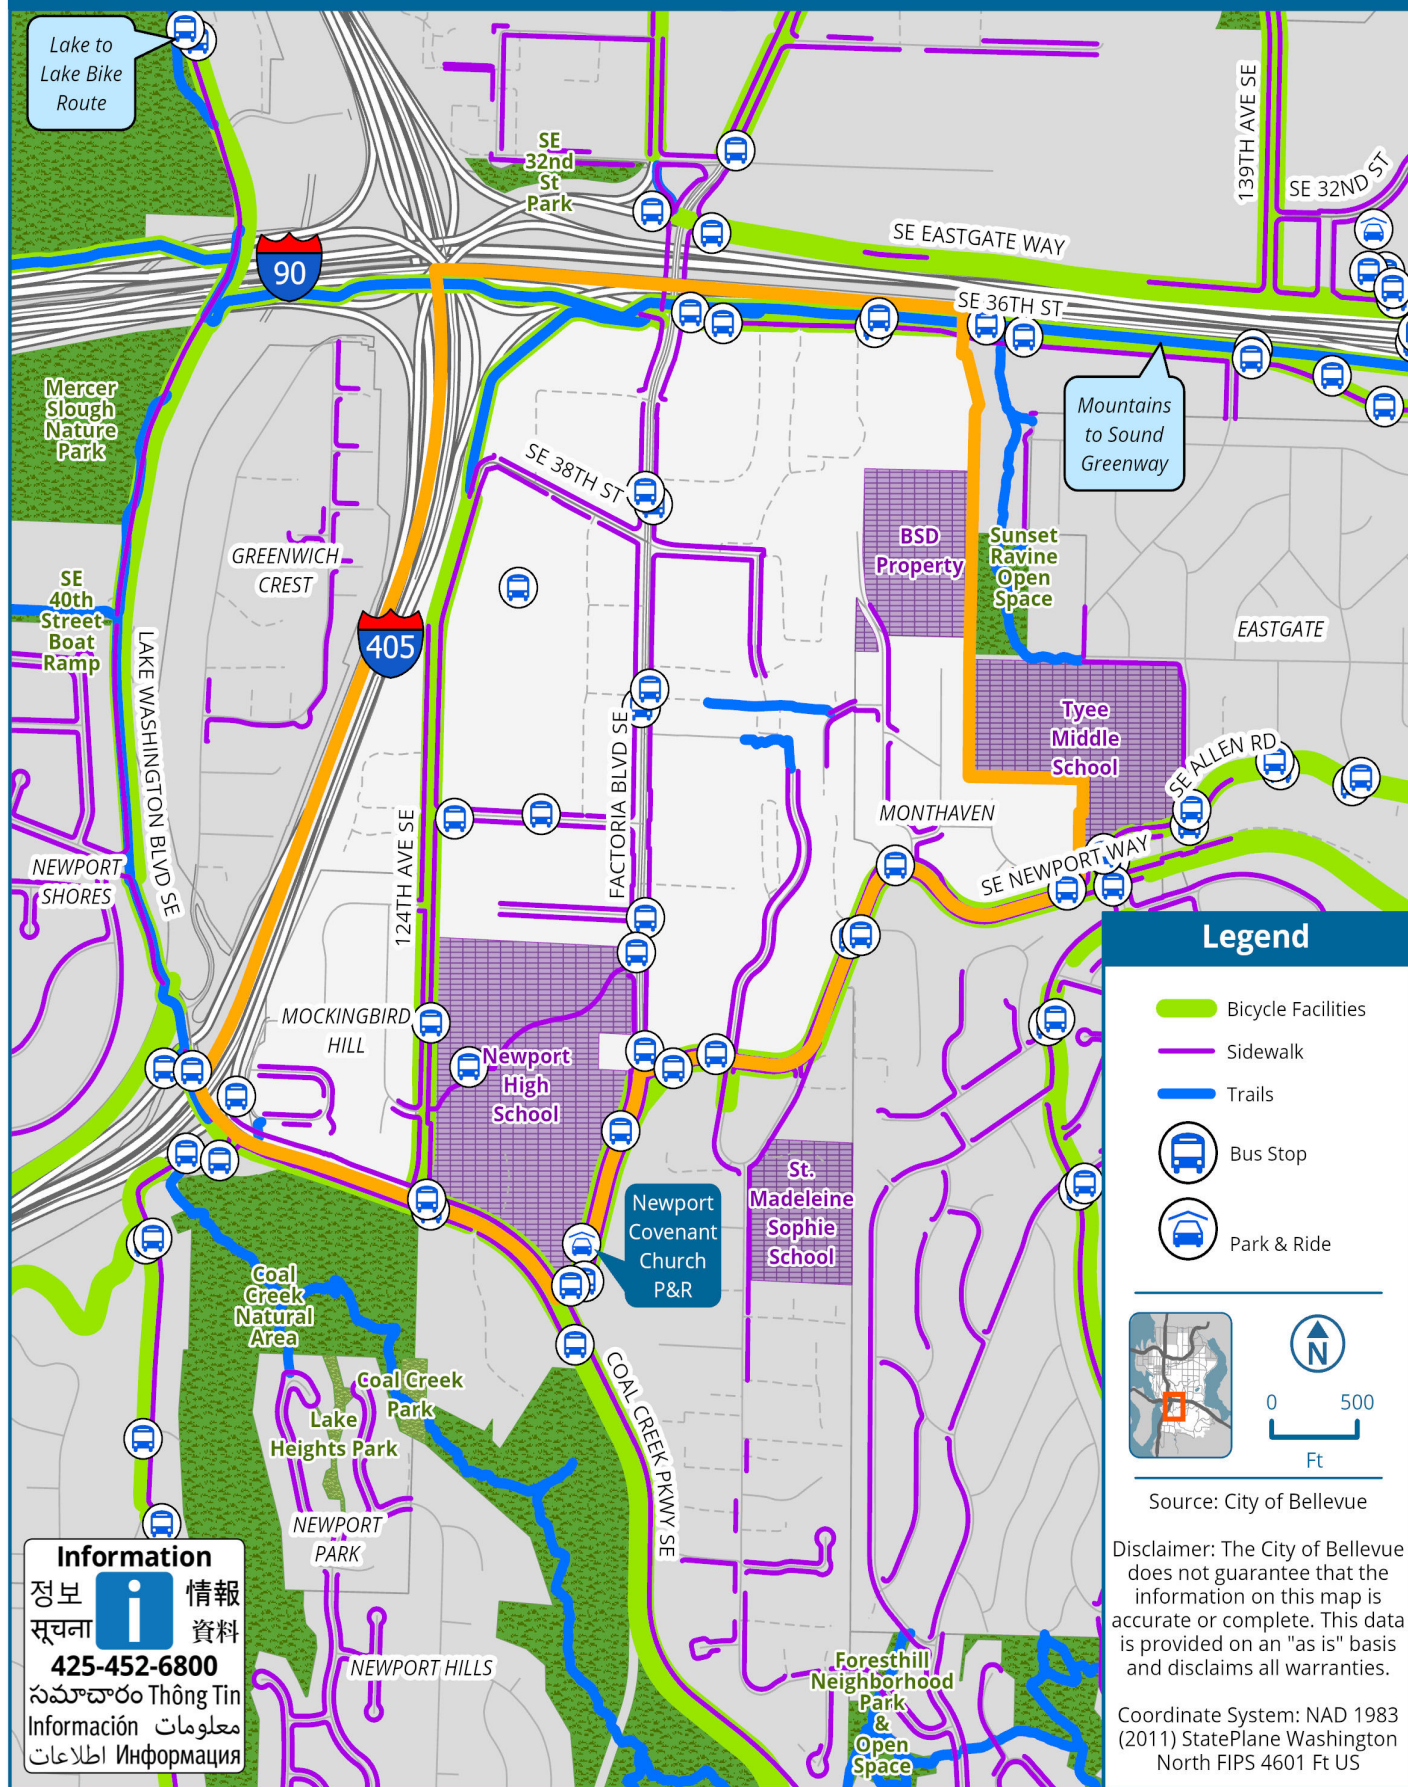 Lake to
Lake Bike
Route
SE
32nd
St
Park
139TH AVE SE
SE 32ND ST
SE EASTGATE WAY
90
SE 36TH ST
Mercer
Slough
Nature
Park
Mountains
to Sound
Greenway
SE 38TH ST
BSD
Property
Sunset
Ravine
Open
Space
GREENWICH
CREST
SE
40th
Street
Boat
Ramp
405
EASTGATE
LAKE WASHINGTON BLVD SE
FACTORIA BLVD SE
Tyee
Middle
School
SE ALLEN RD
124TH AVE SE
MONTHAVEN
SE NEWPORT WAY
NEWPORT
SHORES
MOCKINGBIRD
HILL
Newport
High
School
St.
Madeleine
Sophie
School
Newport
Covenant
Church
P&R
Coal
Creek
Natural
Area
Coal Creek
Park
Lake
Heights Park
COAL CREEK PKWY SE
NEWPORT
PARK
NEWPORT HILLS
Foresthill
Neighborhood
Park
&
Open
Space
Legend
Bicycle Facilities
Sidewalk
Trails
Bus Stop
Park & Ride
N
0 500
Ft
Source: City of Bellevue
Disclaimer: The City of Bellevue
does not guarantee that the
information on this map is
accurate or complete. This data
is provided on an "as is" basis
and disclaims all warranties.
Coordinate System: NAD 1983
(2011) StatePlane Washington
North FIPS 4601 Ft US
Information
정보 i 情報
सूचना 資料
425-452-6800
సమాచారం Thông Tin
Información معلومات
اطلاعات Информация